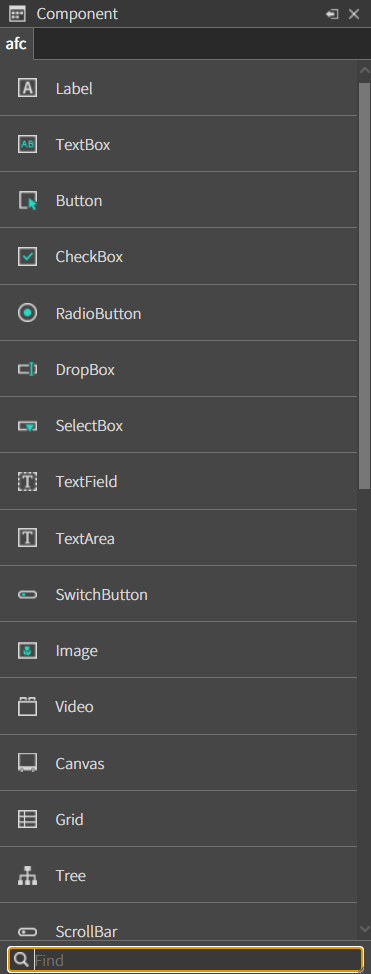 Component
afc
Label
AB TextBox
Button
CheckBox
RadioButton
DropBox
SelectBox
TextField
TextArea
SwitchButton
Image
Video
Canvas
Grid
Tree
ScrollBar
Find